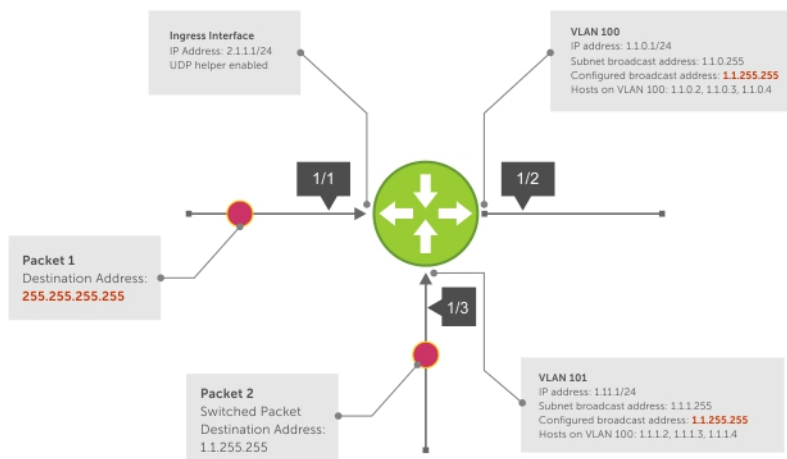 Ingress Interface
IP Address: 2.1.1.1/24
UDP helper enabled
VLAN 100
IP address: 1.1.0.1/24
Subnet broadcast address: 1.1.0.255
Configured broadcast address: 1.1.255.255
Hosts on VLAN 100: 1.1.0.2, 1.1.0.3, 1.1.0.4
1/1
1/2
Packet 1
Destination Address:
255.255.255.255
1/3
Packet 2
Switched Packet
Destination Address:
1.1.255.255
VLAN 101
IP address: 1.11.1/24
Subnet broadcast address: 1.1.1.255
Configured broadcast address: 1.1.255.255
Hosts on VLAN 100: 1.1.1.2, 1.1.1.3, 1.1.1.4